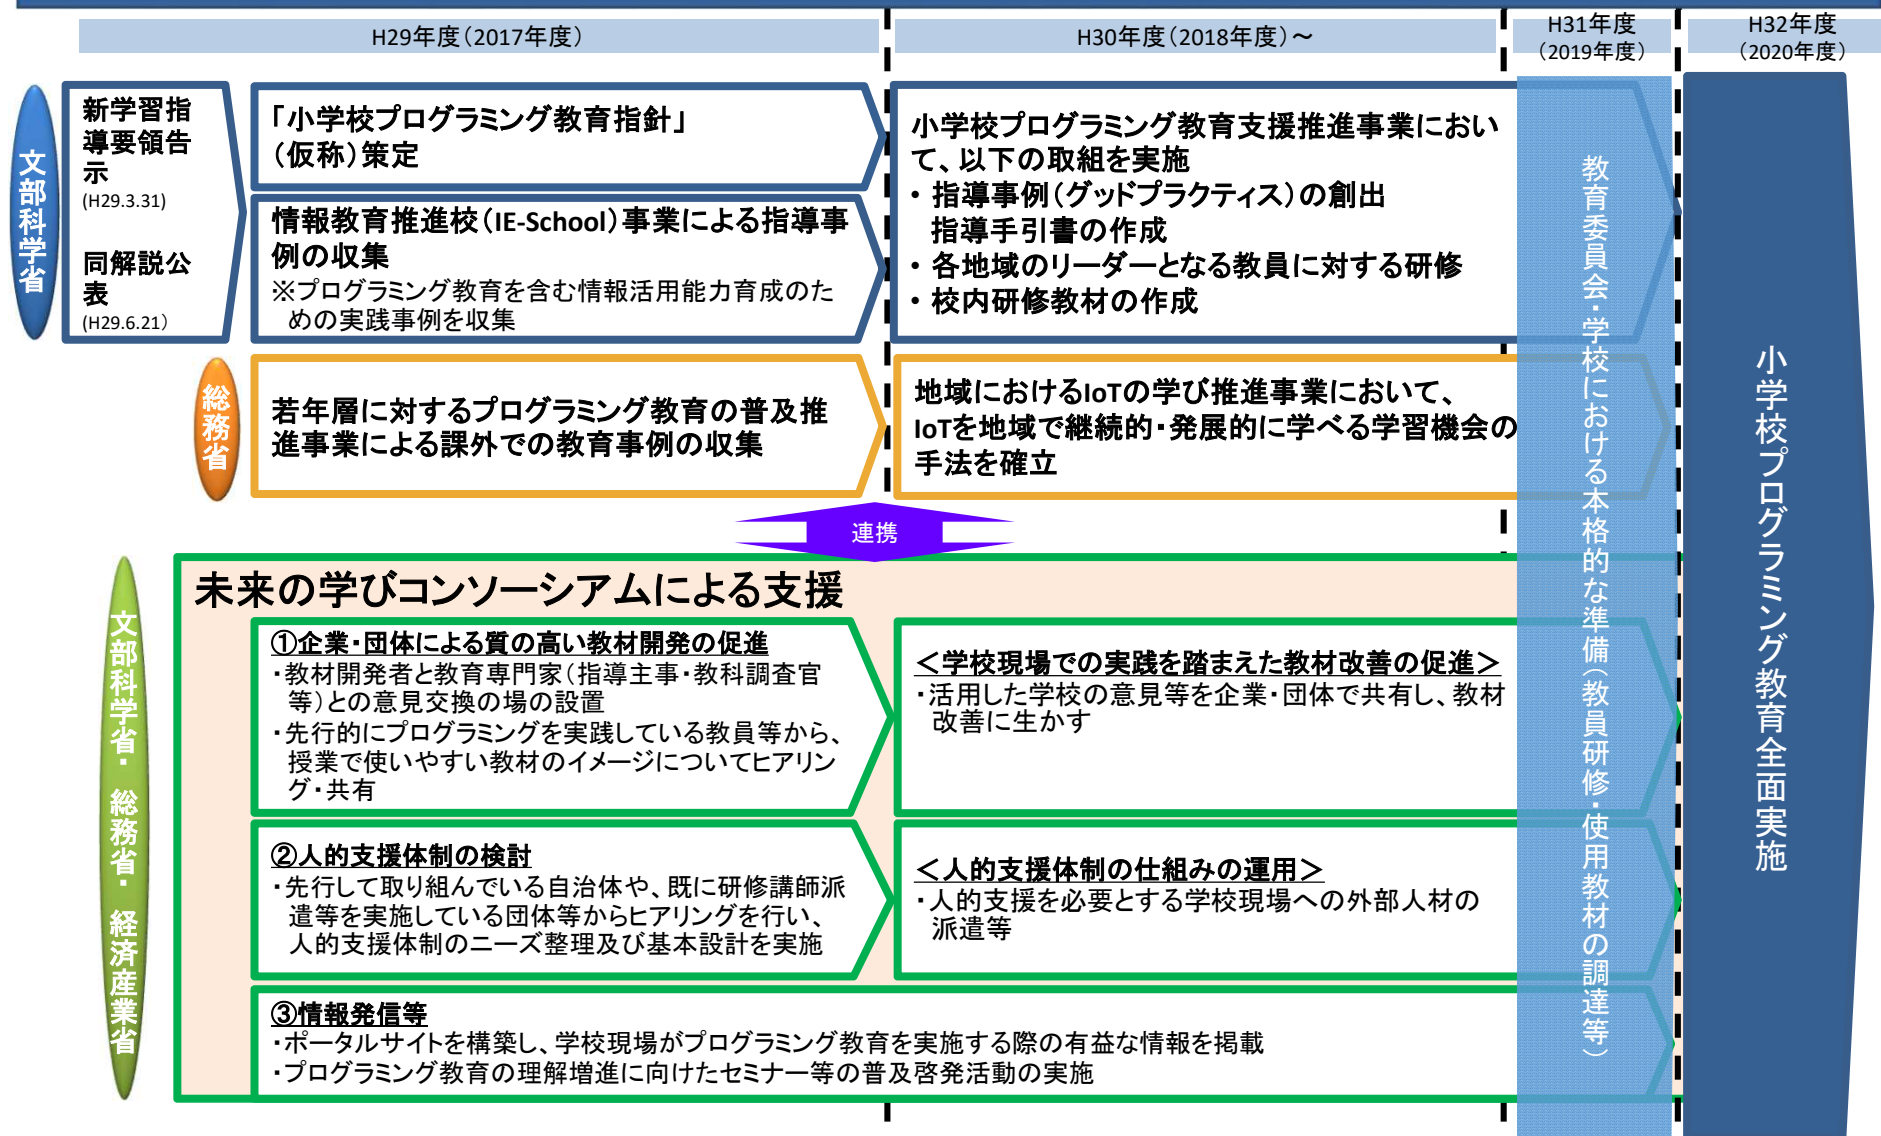 H29年度(2017年度)
H30年度(2018年度)～
H31年度
(2019年度)
H32年度
(2020年度)
文部科学省
新学習指
導要領告
示
(H29.3.31)
同解説公
表
(H29.6.21)
「小学校プログラミング教育指針」
(仮称)策定
情報教育推進校(IE-School)事業による指導事
例の収集
※プログラミング教育を含む情報活用能力育成のた
めの実践事例を収集
小学校プログラミング教育支援推進事業におい
て、以下の取組を実施
・指導事例(グッドプラクティス)の創出
指導手引書の作成
・各地域のリーダーとなる教員に対する研修
・校内研修教材の作成
総務省
若年層に対するプログラミング教育の普及推
進事業による課外での教育事例の収集
地域におけるIoTの学び推進事業において、
IoTを地域で継続的・発展的に学べる学習機会の
手法を確立
連携
文部科学省・総務省・経済産業省
未来の学びコンソーシアムによる支援
①企業・団体による質の高い教材開発の促進
・教材開発者と教育専門家(指導主事・教科調査官
等)との意見交換の場の設置
・先行的にプログラミングを実践している教員等から、
授業で使いやすい教材のイメージについてヒアリン
グ・共有
＜学校現場での実践を踏まえた教材改善の促進＞
・活用した学校の意見等を企業・団体で共有し、教材
改善に生かす
②人的支援体制の検討
・先行して取り組んでいる自治体や、既に研修講師派
遣等を実施している団体等からヒアリングを行い、
人的支援体制のニーズ整理及び基本設計を実施
＜人的支援体制の仕組みの運用＞
・人的支援を必要とする学校現場への外部人材の
派遣等
③情報発信等
・ポータルサイトを構築し、学校現場がプログラミング教育を実施する際の有益な情報を掲載
・プログラミング教育の理解増進に向けたセミナー等の普及啓発活動の実施
教育委員会・学校における本格的な準備(教員研修・使用教材の調達等)
小学校プログラミング教育全面実施